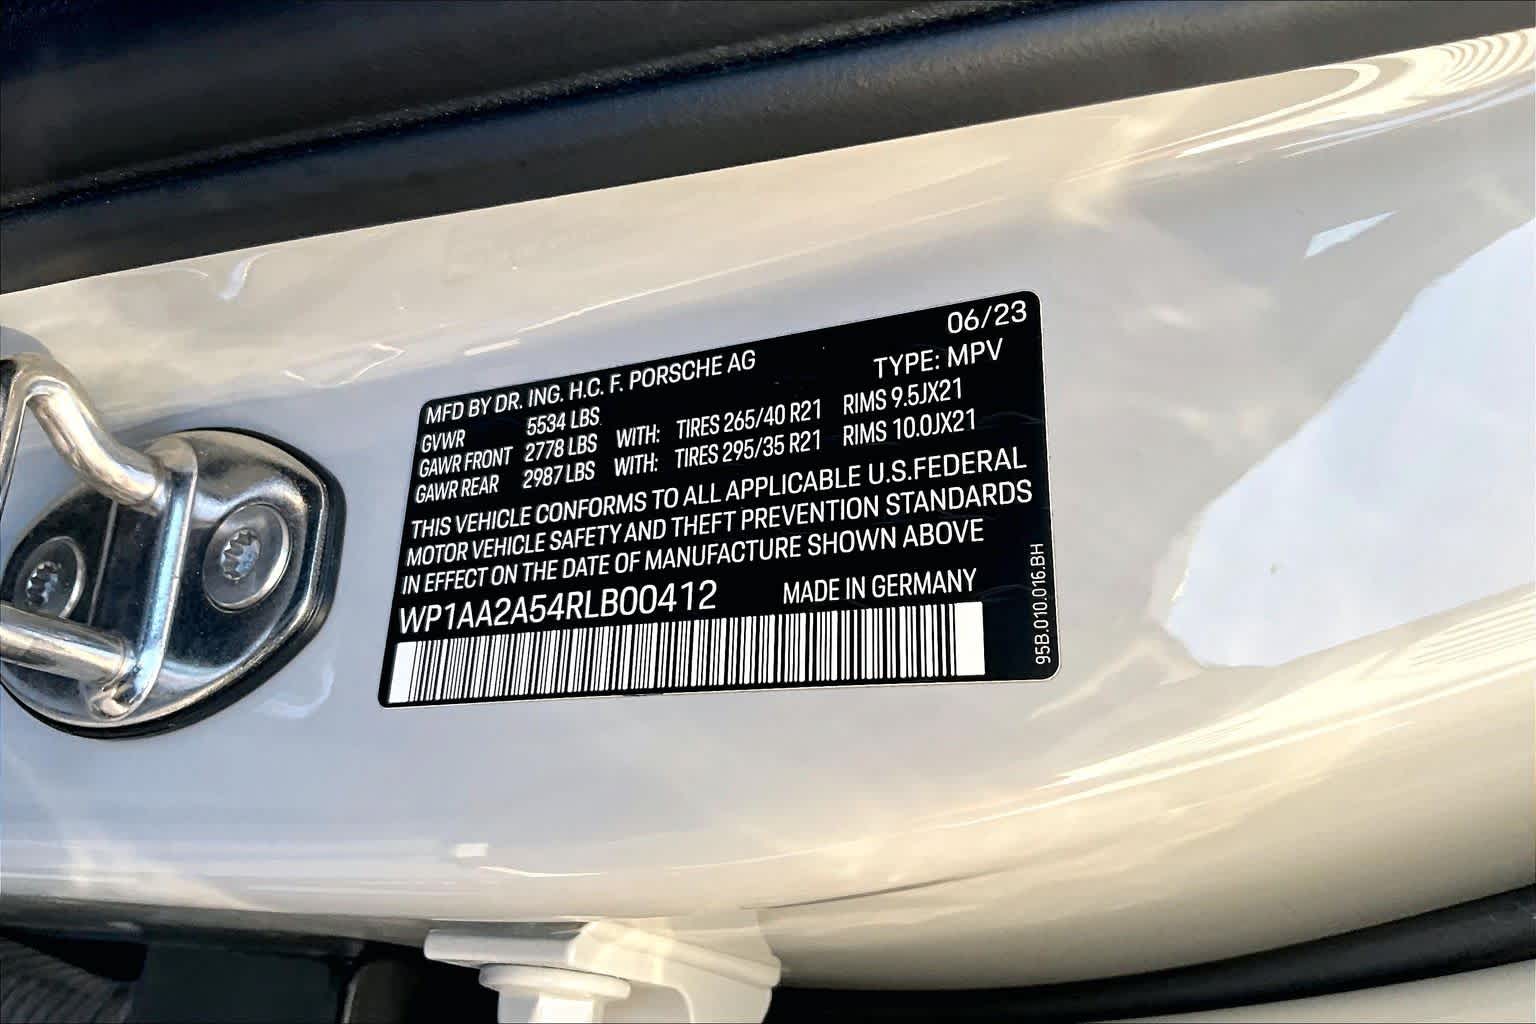 06/23
MFD BY DR. ING. H.C. F. PORSCHE AG TYPE: MPV
GVWR 5534 LBS
GAWR FRONT 2778 LBS WITH: TIRES 265/40 R21 RIMS 9.5JX21
GAWR REAR 2987 LBS WITH: TIRES 295/35 R21 RIMS 10.0JX21
THIS VEHICLE CONFORMS TO ALL APPLICABLE U.S.FEDERAL
MOTOR VEHICLE SAFETY AND THEFT PREVENTION STANDARDS
IN EFFECT ON THE DATE OF MANUFACTURE SHOWN ABOVE
WP1AA2A54RLB00412 MADE IN GERMANY
95B.010.016.BH